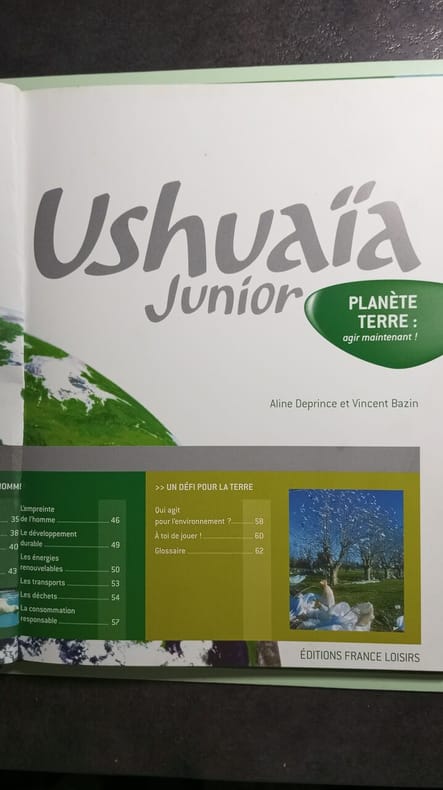 Ushuaïa
Junior
PLANÈTE
TERRE :
agir maintenant !
Aline Deprince et Vincent Bazin
35
38
40
43
L'empreinte
de l'homme 46
Le développement
durable 49
Les énergies
renouvelables 50
Les transports 53
Les déchets 54
La consommation
responsable 57
>> UN DÉFI POUR LA TERRE
Qui agit
pour l'environnement ? 58
À toi de jouer ! 60
Glossaire 62
ÉDITIONS FRANCE LOISIRS